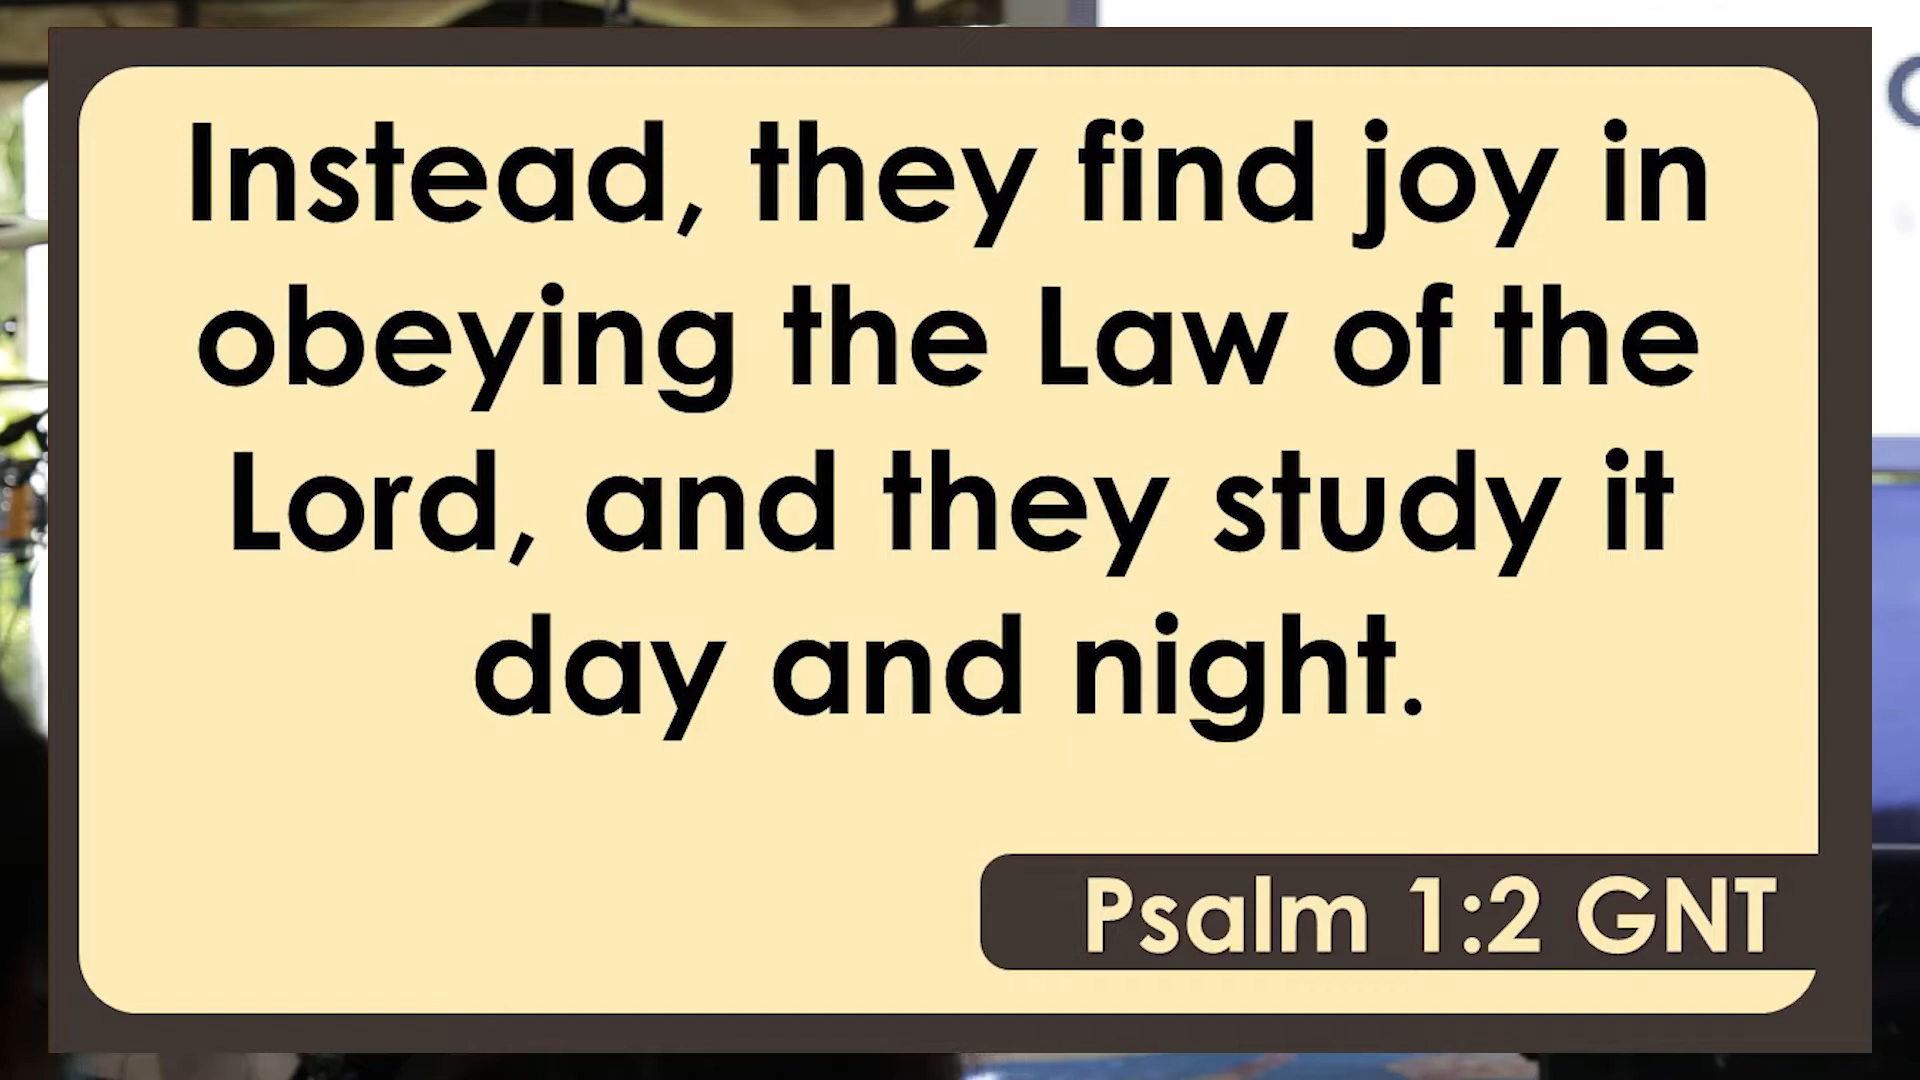 Instead, they find joy in
obeying the Law of the
Lord, and they study it
day and night.
Psalm 1:2 GNT